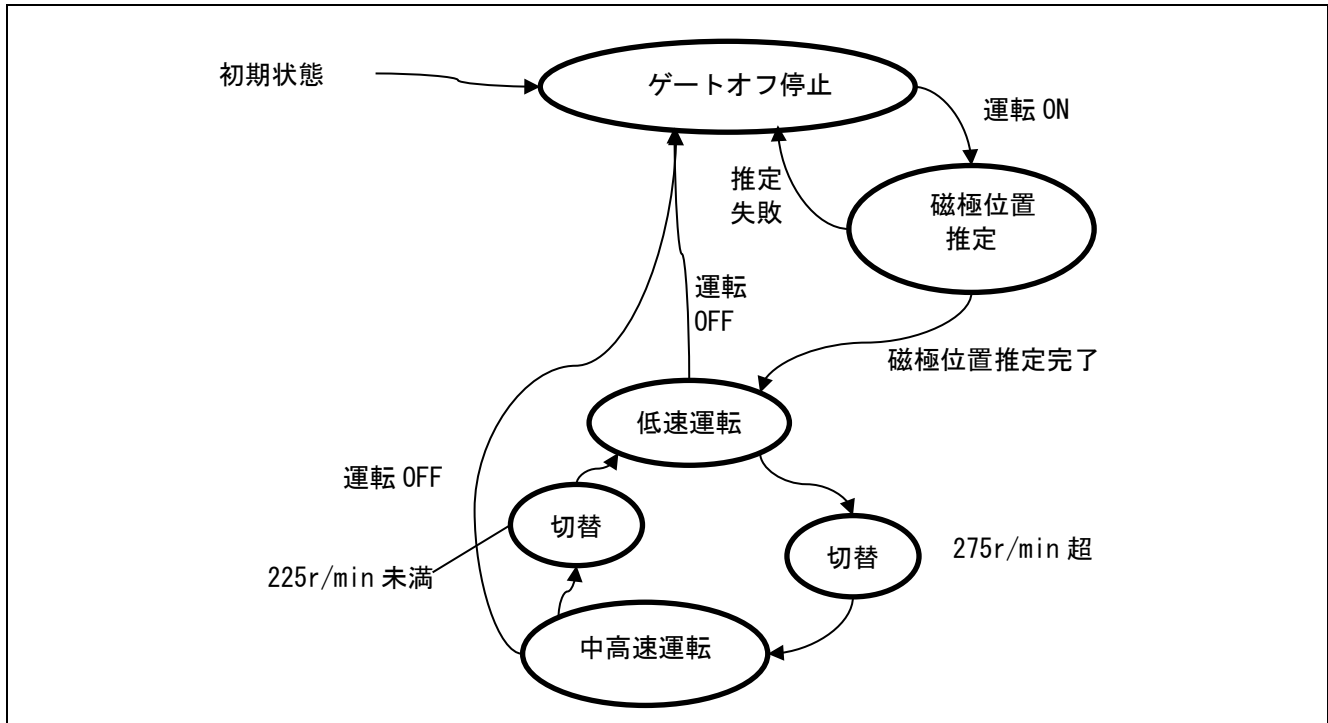 初期状態
ゲートオフ停止
運転 ON
推定
失敗
磁極位置
推定
運転
OFF
磁極位置推定完了
低速運転
運転 OFF
切替
切替
275r/min 超
225r/min 未満
中高速運転